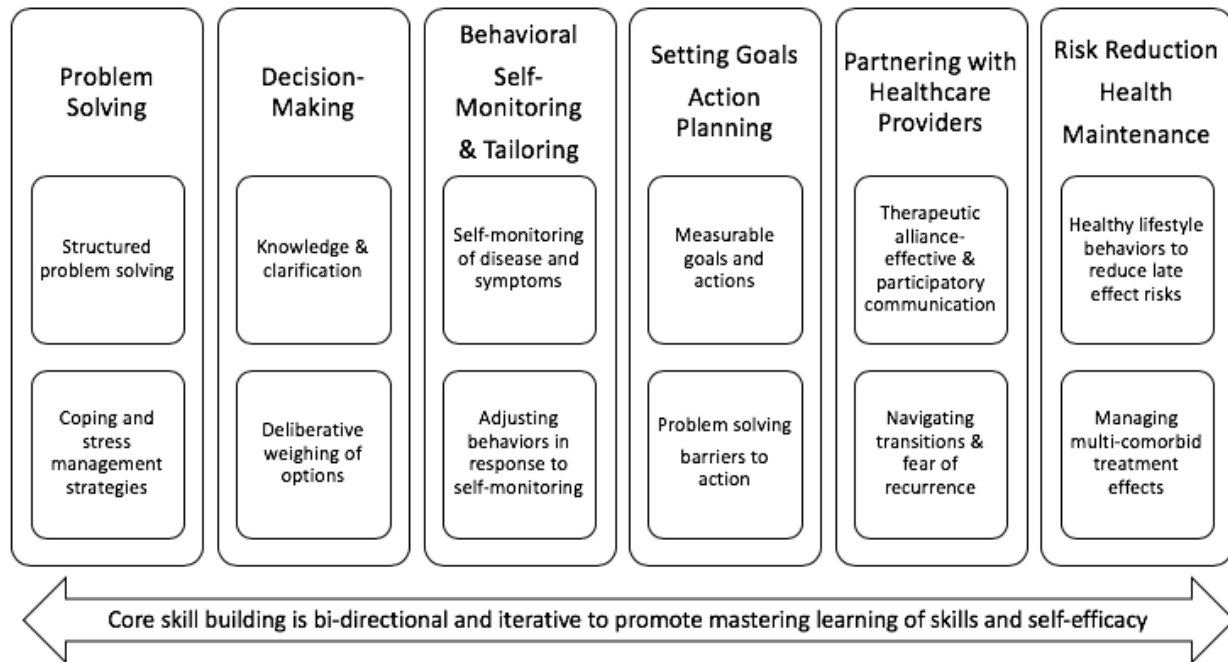 Problem
Solving
Structured
problem solving
Coping and
stress
management
strategies
Decision-
Making
Knowledge &
clarification
Deliberative
weighing of
options
Behavioral
Self-
Monitoring
& Tailoring
Self-monitoring
of disease and
symptoms
Adjusting
behaviors in
response to
self-monitoring
Setting Goals
Action
Planning
Measurable
goals and
actions
Problem solving
barriers to
action
Partnering with
Healthcare
Providers
Therapeutic
alliance-
effective &
participatory
communication
Navigating
transitions &
fear of
recurrence
Risk Reduction
Health
Maintenance
Healthy lifestyle
behaviors to
reduce late
effect risks
Managing
multi-comorbid
treatment
effects
Core skill building is bi-directional and iterative to promote mastering learning of skills and self-efficacy